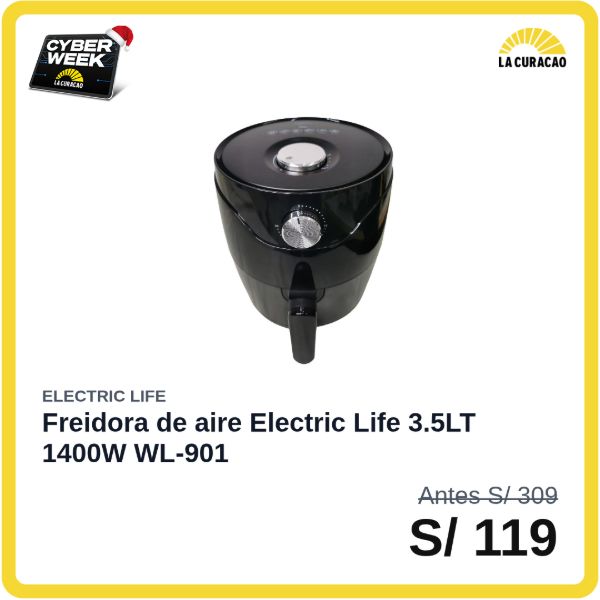 CYBER
WEEK
LA CURACAO
LA CURACAO
ELECTRIC LIFE
Freidora de aire Electric Life 3.5LT
1400W WL-901
Antes S/ 309
S/ 119